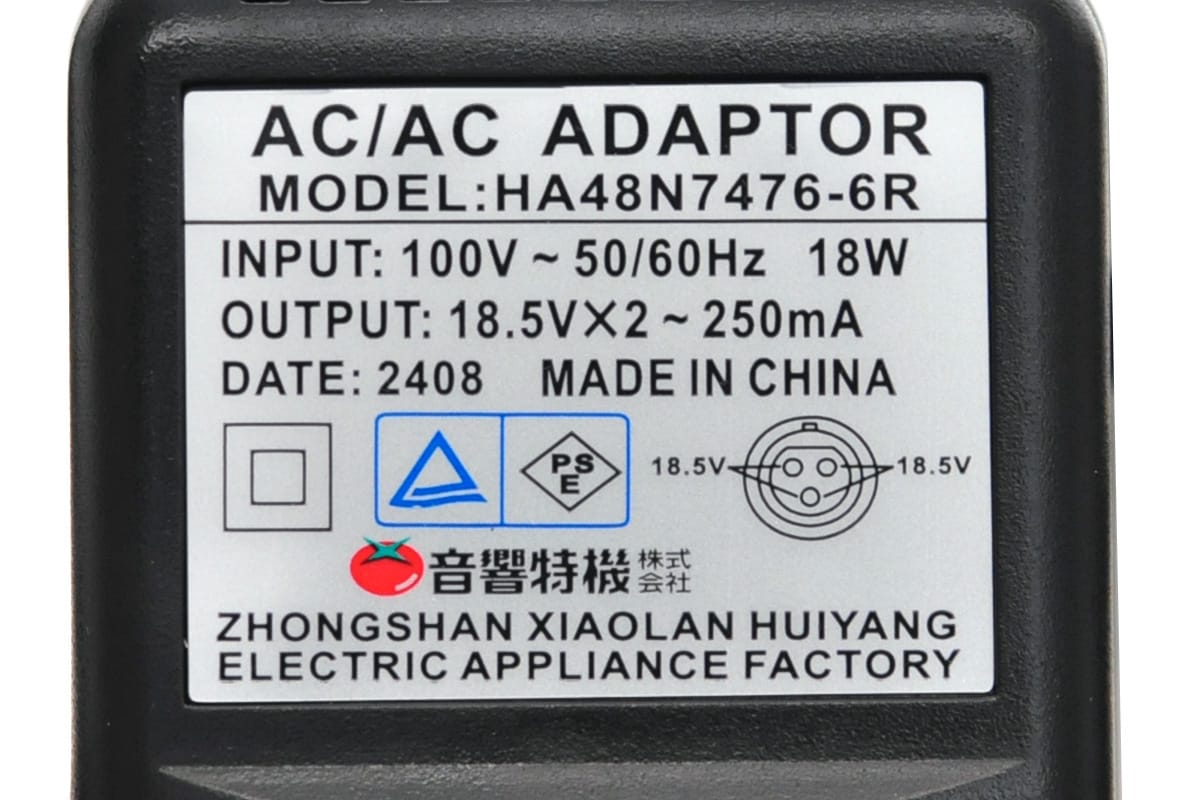 AC/AC ADAPTOR
MODEL:HA48N7476-6R
INPUT: 100V ~ 50/60Hz 18W
OUTPUT: 18.5V×2 ~ 250mA
DATE: 2408 MADE IN CHINA
PS
E
18.5V 18.5V
音響特機 株式
会社
ZHONGSHAN XIAOLAN HUIYANG
ELECTRIC APPLIANCE FACTORY